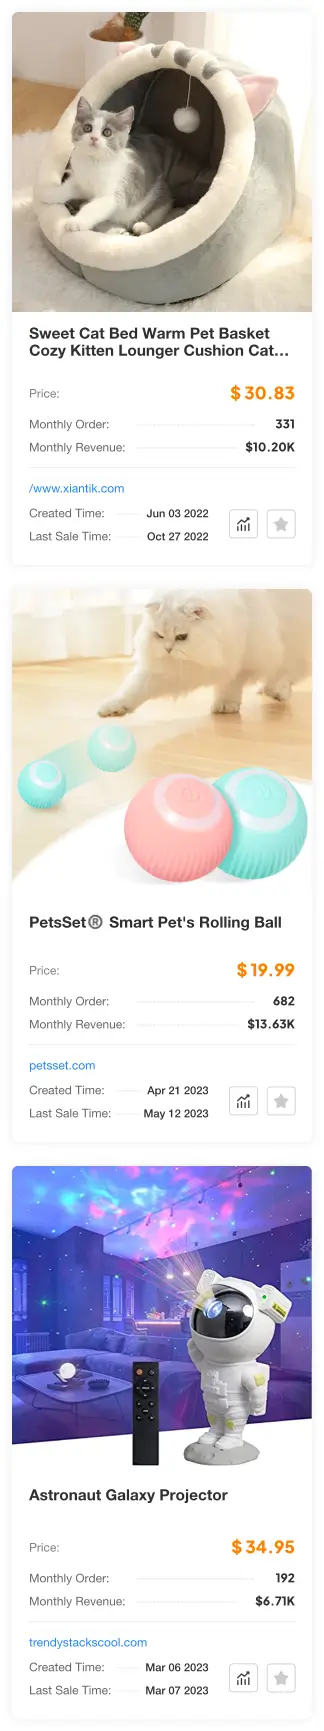 Sweet Cat Bed Warm Pet Basket
Cozy Kitten Lounger Cushion Cat...
Price: $30.83
Monthly Order: 331
Monthly Revenue: $10.20K
/www.xiantik.com
Created Time: Jun 03 2022
Last Sale Time: Oct 27 2022
PetsSet®️ Smart Pet's Rolling Ball
Price: $19.99
Monthly Order: 682
Monthly Revenue: $13.63K
petsset.com
Created Time: Apr 21 2023
Last Sale Time: May 12 2023
Astronaut Galaxy Projector
Price: $34.95
Monthly Order: 192
Monthly Revenue: $6.71K
trendystackscool.com
Created Time: Mar 06 2023
Last Sale Time: Mar 07 2023